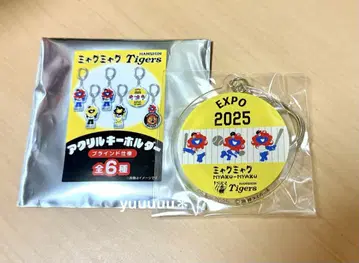 ミャクミャク HANSHIN Tigers
アクリルキーホルダー
ブラインド仕様
全6種
yuuuuu*
EXPO
2025
ミャクミャク
MYAKU-MYAKU
HANSHIN
Tigers